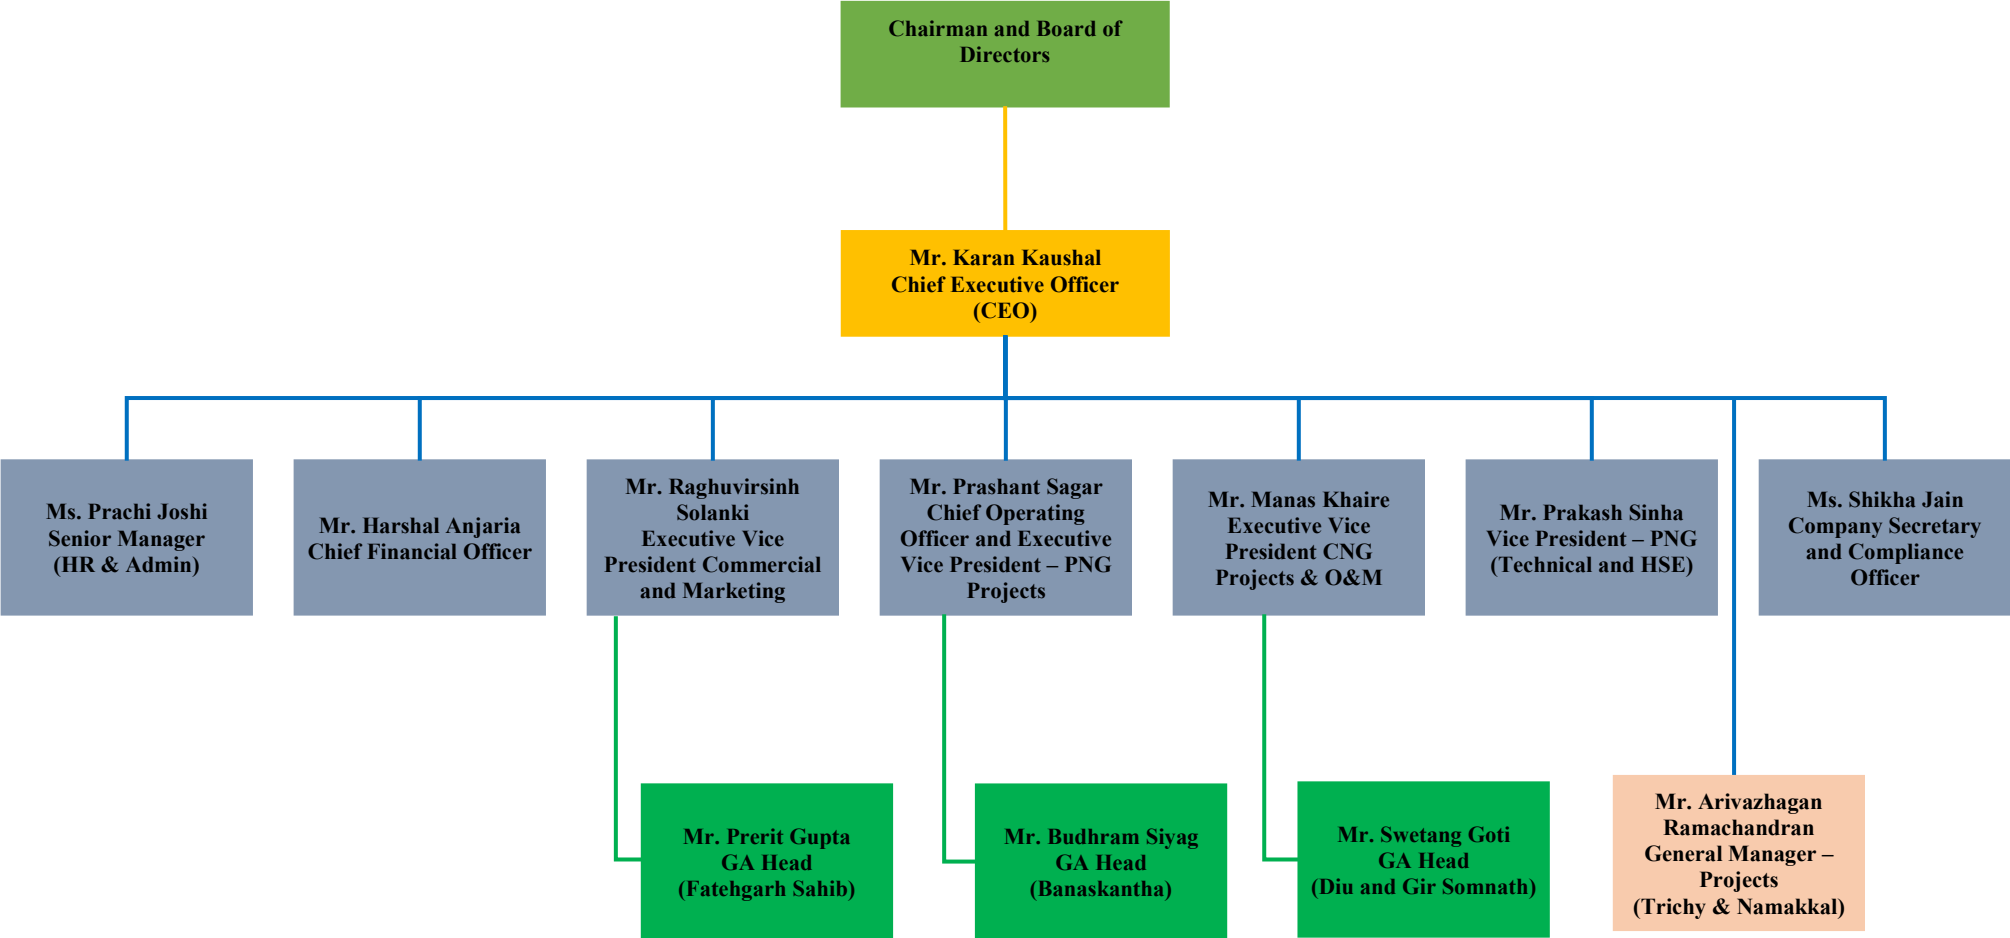 Chairman and Board of
Directors
Mr. Karan Kaushal
Chief Executive Officer
(CEO)
Ms. Prachi Joshi
Senior Manager
(HR & Admin)
Mr. Harshal Anjaria
Chief Financial Officer
Mr. Raghuvirsinh
Solanki
Executive Vice
President Commercial
and Marketing
Mr. Prashant Sagar
Chief Operating
Officer and Executive
Vice President – PNG
Projects
Mr. Manas Khaire
Executive Vice
President CNG
Projects & O&M
Mr. Prakash Sinha
Vice President – PNG
(Technical and HSE)
Ms. Shikha Jain
Company Secretary
and Compliance
Officer
Mr. Prerit Gupta
GA Head
(Fatehgarh Sahib)
Mr. Budhram Siyag
GA Head
(Banaskantha)
Mr. Swetang Goti
GA Head
(Diu and Gir Somnath)
Mr. Arivazhagan
Ramachandran
General Manager –
Projects
(Trichy & Namakkal)